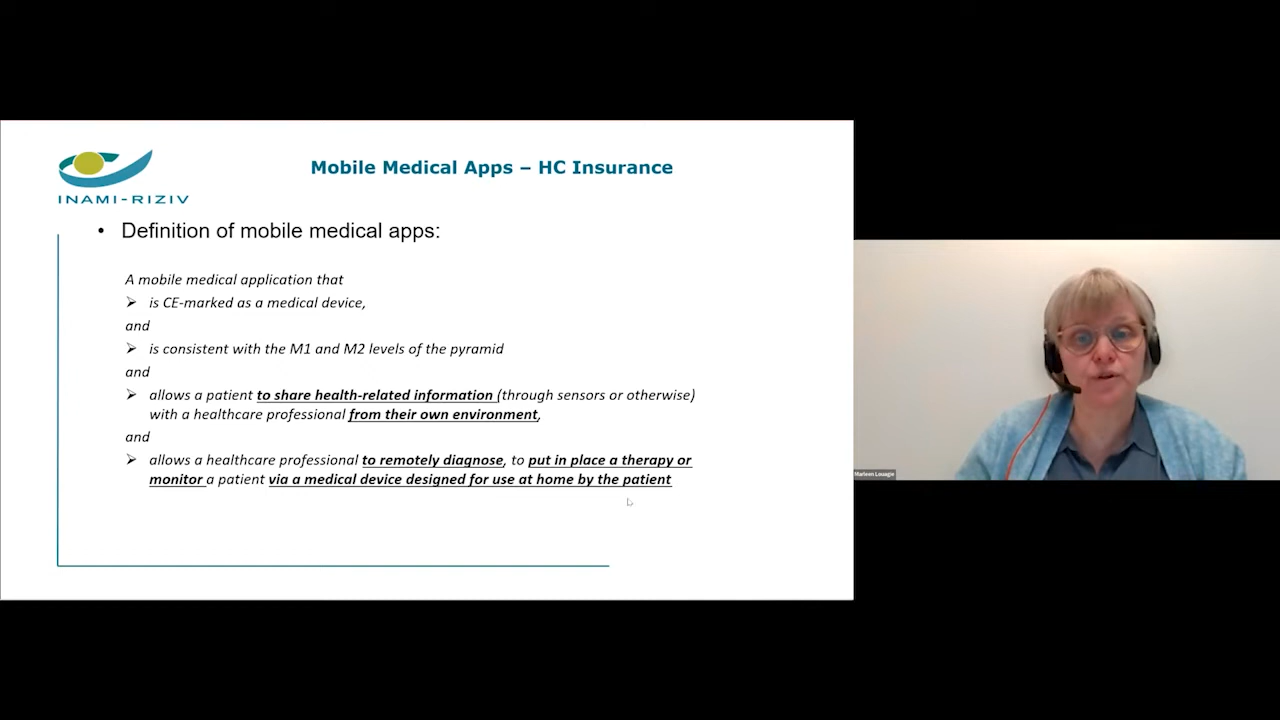 INAMI-RIZIV
Mobile Medical Apps – HC Insurance
• Definition of mobile medical apps:
A mobile medical application that
➢ is CE-marked as a medical device,
and
➢ is consistent with the M1 and M2 levels of the pyramid
and
➢ allows a patient to share health-related information (through sensors or otherwise)
with a healthcare professional from their own environment,
and
➢ allows a healthcare professional to remotely diagnose, to put in place a therapy or
monitor a patient via a medical device designed for use at home by the patient
Marleen Louagie